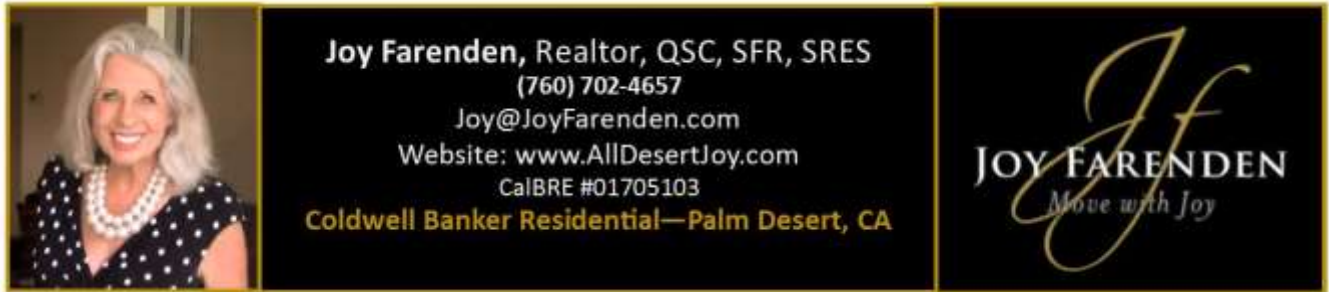 Joy Farenden, Realtor, QSC, SFR, SRES
(760) 702-4657
Joy@JoyFarenden.com
Website: www.AllDesertJoy.com
CalBRE #01705103
Coldwell Banker Residential—Palm Desert, CA
Jf
JOY FARENDEN
Move with Joy